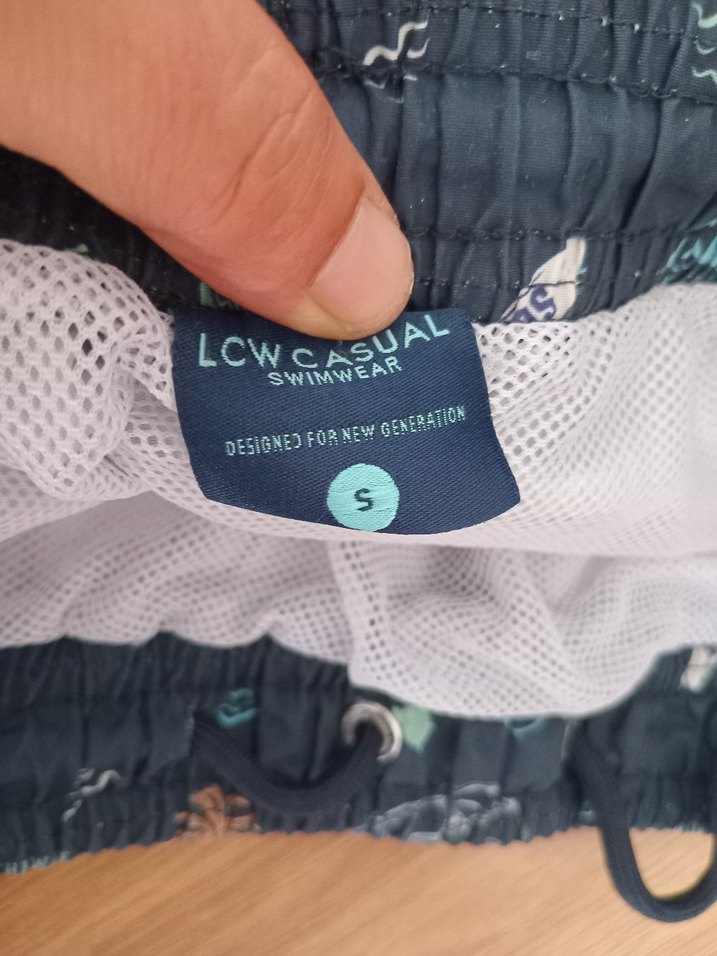 LCW CASUAL
SWIMWEAR
DESIGNED FOR NEW GENERATION
S